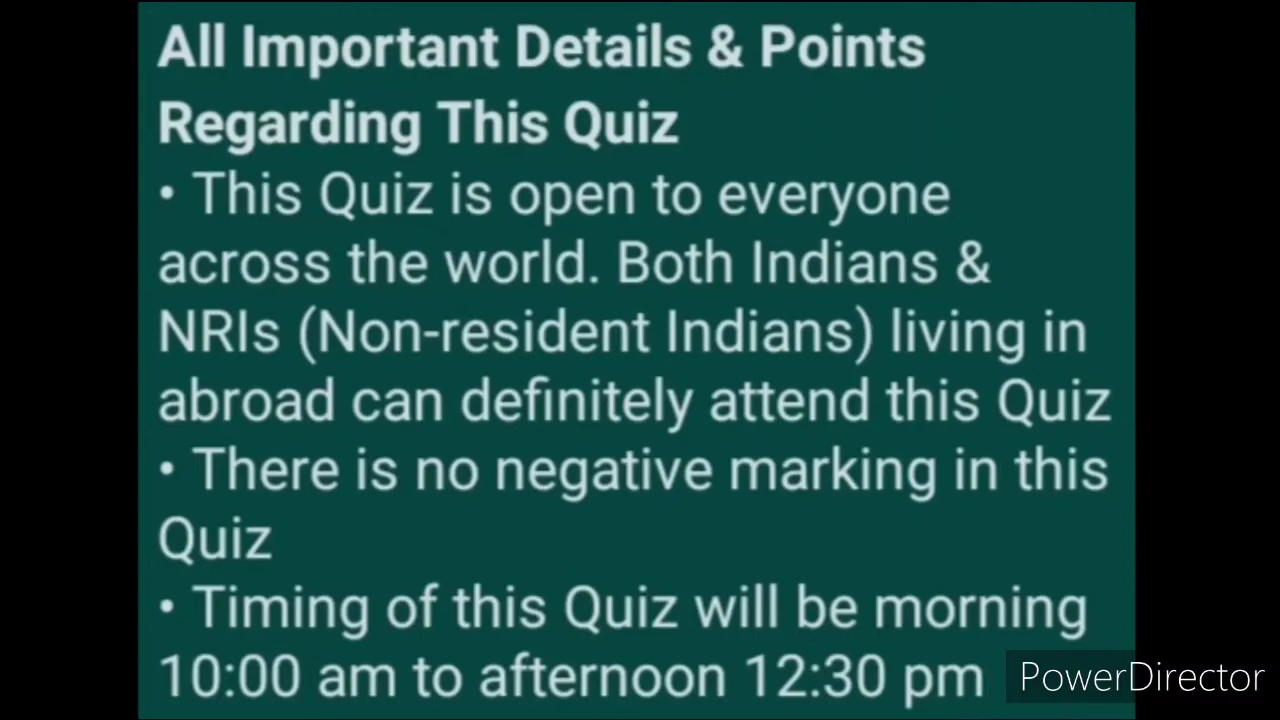 All Important Details & Points
Regarding This Quiz
• This Quiz is open to everyone
across the world. Both Indians &
NRIs (Non-resident Indians) living in
abroad can definitely attend this Quiz
• There is no negative marking in this
Quiz
• Timing of this Quiz will be morning
10:00 am to afternoon 12:30 pm
PowerDirector